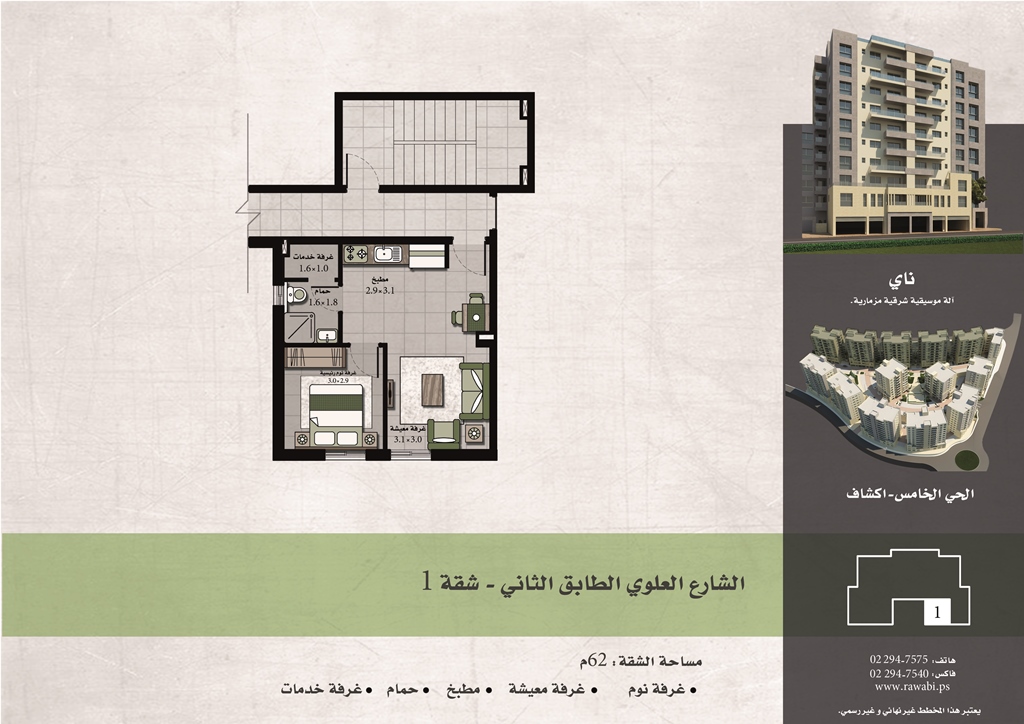 غرفة خدمات
1.6×1.0
حمام
1.6×1.8
مطبخ
2.9×3.1
غرفة نوم رئيسية
3.0×2.9
غرفة معيشة
3.1×3.0
ناي
آلة موسيقية شرقية مزمارية.
الحي الخامس-اكشاف
1
الشارع العلوي الطابق الثاني - شقة 1
مساحة الشقة: 62م
• غرفة نوم • غرفة معيشة • مطبخ • حمام • غرفة خدمات
هاتف: 02 294-7575
فاكس: 02 294-7540
www.rawabi.ps
يعتبر هذا المخطط غير نهائي و غير رسمي.